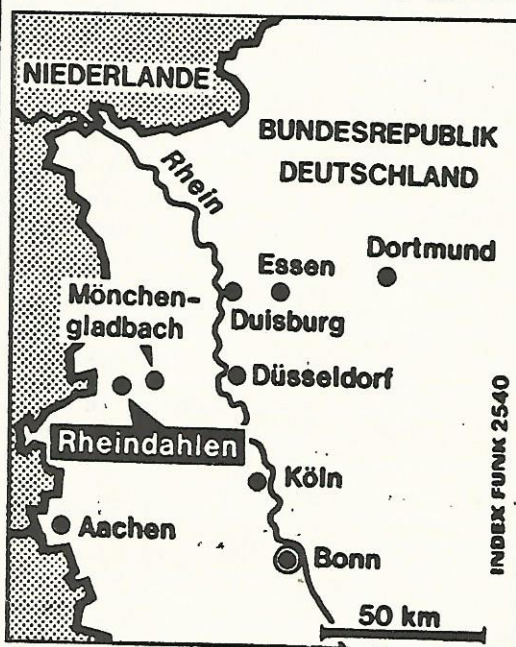 NIEDERLANDE
BUNDESREPUBLIK
DEUTSCHLAND
Rhein
Dortmund
Essen
Mönchen-
gladbach
Duisburg
Düsseldorf
Rheindahlen
Köln
Aachen
Bonn
50 km
INDEX FUNK 2540